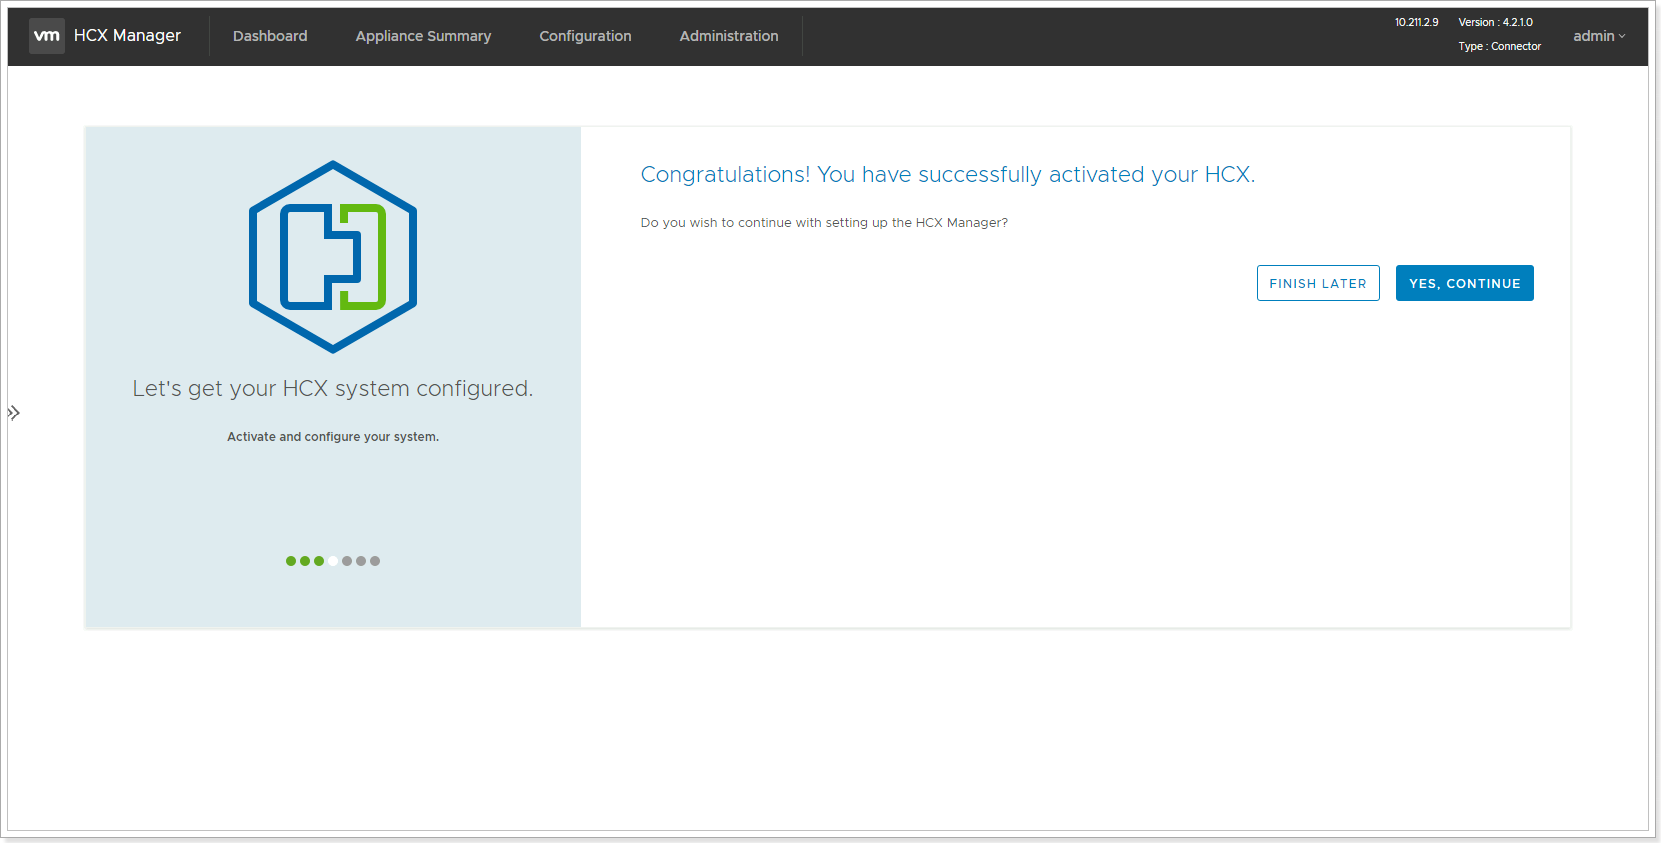 vm HCX Manager Dashboard Appliance Summary Configuration Administration 10.211.2.9 Version : 4.2.1.0 admin
Type : Connector
Congratulations! You have successfully activated your HCX.
Do you wish to continue with setting up the HCX Manager?
FINISH LATER YES, CONTINUE
Let's get your HCX system configured.
Activate and configure your system.